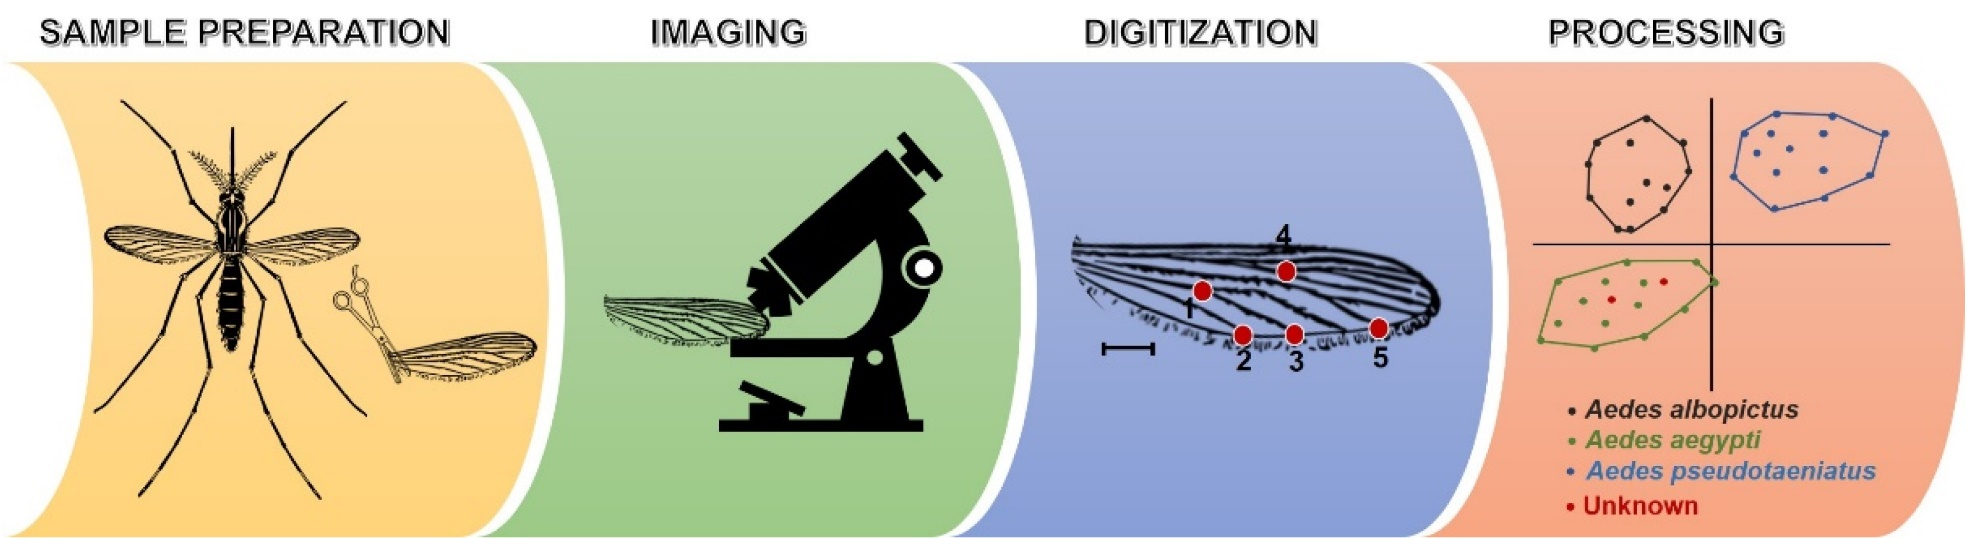 SAMPLE PREPARATION
IMAGING
DIGITIZATION
PROCESSING
4
1
2
3
5
Aedes albopictus
Aedes aegypti
Aedes pseudotaeniatus
Unknown